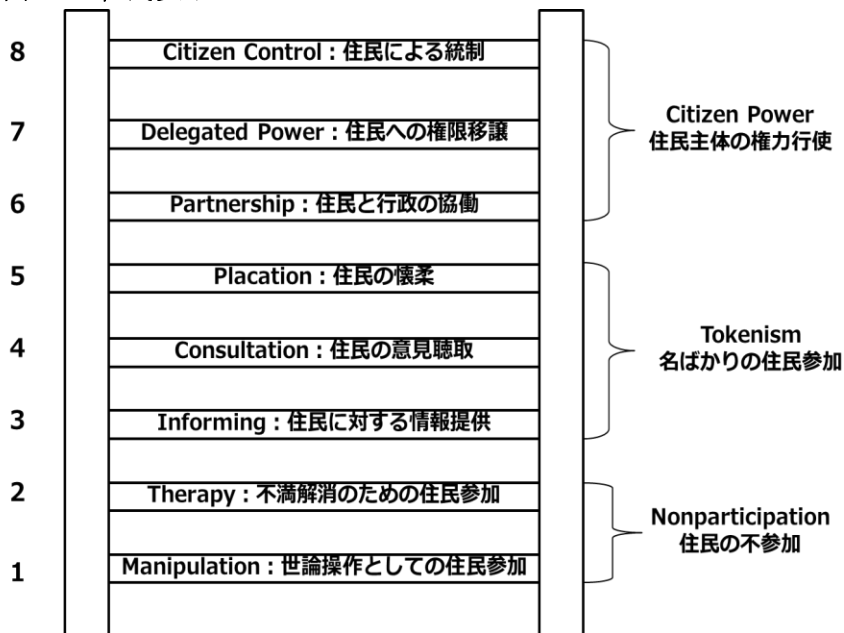 8 Citizen Control：住民による統制
7 Delegated Power：住民への権限移譲
Citizen Power
住民主体の権力行使
6 Partnership：住民と行政の協働
5 Placation：住民の懐柔
4 Consultation：住民の意見聴取
Tokenism
名ばかりの住民参加
3 Informing：住民に対する情報提供
2 Therapy：不満解消のための住民参加
Nonparticipation
住民の不参加
1 Manipulation：世論操作としての住民参加